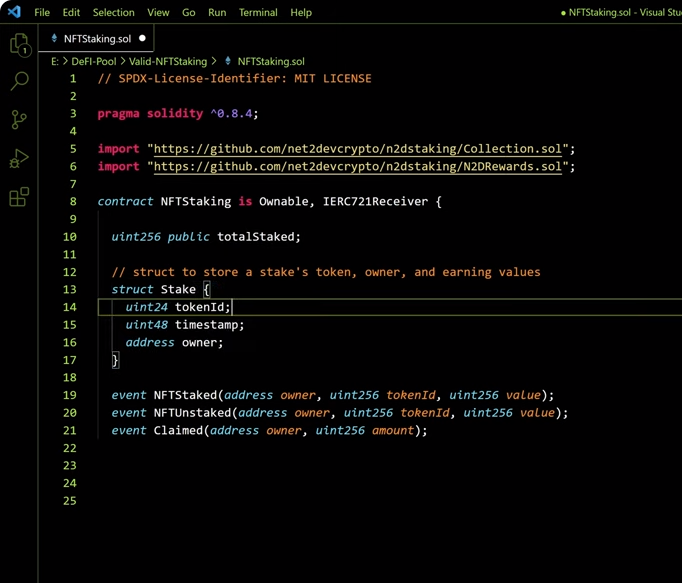 File Edit Selection View Go Run Terminal Help ● NFTStaking.sol - Visual Stu
NFTStaking.sol ●
1
E: > DeFI-Pool > Valid-NFTStaking > NFTStaking.sol
1 // SPDX-License-Identifier: MIT LICENSE
2
3 pragma solidity ^0.8.4;
4
5 import "https://github.com/net2devcrypto/n2dstaking/Collection.sol";
6 import "https://github.com/net2devcrypto/n2dstaking/N2DRewards.sol";
7
8 contract NFTStaking is Ownable, IERC721Receiver {
9
10 uint256 public totalStaked;
11
12 // struct to store a stake's token, owner, and earning values
13 struct Stake {
14 uint24 tokenId;
15 uint48 timestamp;
16 address owner;
17 }
18
19 event NFTStaked(address owner, uint256 tokenId, uint256 value);
20 event NFTUnstaked(address owner, uint256 tokenId, uint256 value);
21 event Claimed(address owner, uint256 amount);
22
23
24
25